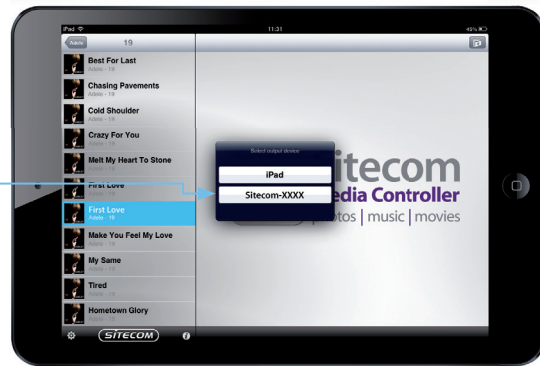 iPad 11:31 49%
Adele 19
Best For Last
Adele - 19
Chasing Pavements
Adele - 19
Cold Shoulder
Adele - 19
Crazy For You
Adele - 19
Melt My Heart To Stone
Adele - 19
First Love
Adele - 19
First Love
Adele - 19
Make You Feel My Love
Adele - 19
My Same
Adele - 19
Tired
Adele - 19
Hometown Glory
Adele - 19
SITECOM
Select output device
iPad
Sitecom-XXXX
itecom
edia Controller
otos | music | movies